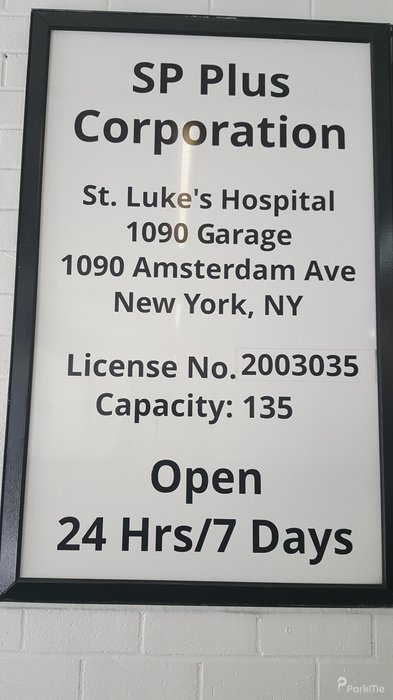 SP Plus
Corporation
St. Luke's Hospital
1090 Garage
1090 Amsterdam Ave
New York, NY
License No. 2003035
Capacity: 135
Open
24 Hrs/7 Days
ParkMe